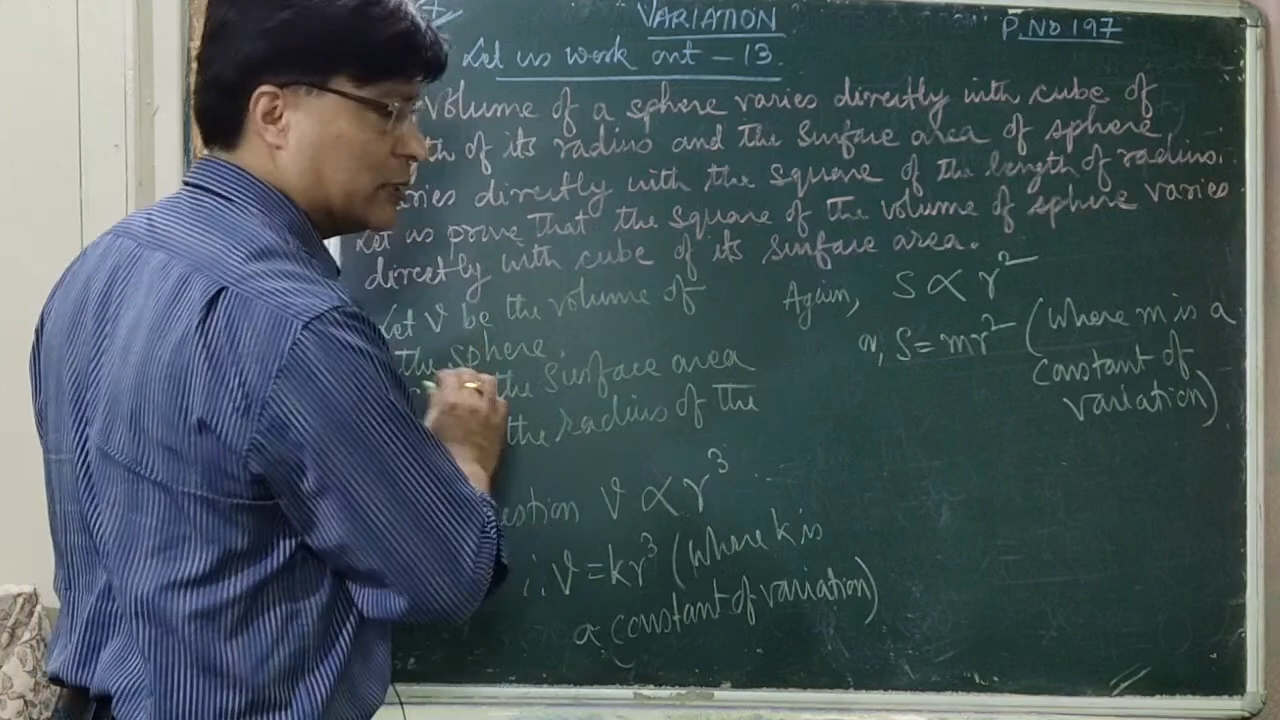 VARIATION
P.No 197
Let us work out - 13.
Volume of a sphere varies directly with cube of
th of its radius and the surface area of sphere,
aries directly with the square of the length of radius.
Let us prove that the square of the volume of sphere varies
directly with cube of its surface area.
Let V be the volume of
the sphere.
the surface area
the radius of the
estion V ∝ r³
∴ V = kr³ (Where k is
a constant of variation)
Again, S ∝ r²
or, S = mr² (Where m is a
constant of
variation)